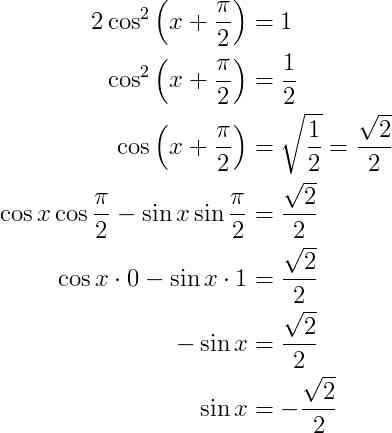 2 cos² (x + π/2) = 1
cos² (x + π/2) = 1/2
cos (x + π/2) = √(1/2) = √2/2
cos x cos π/2 − sin x sin π/2 = √2/2
cos x · 0 − sin x · 1 = √2/2
− sin x = √2/2
sin x = −√2/2